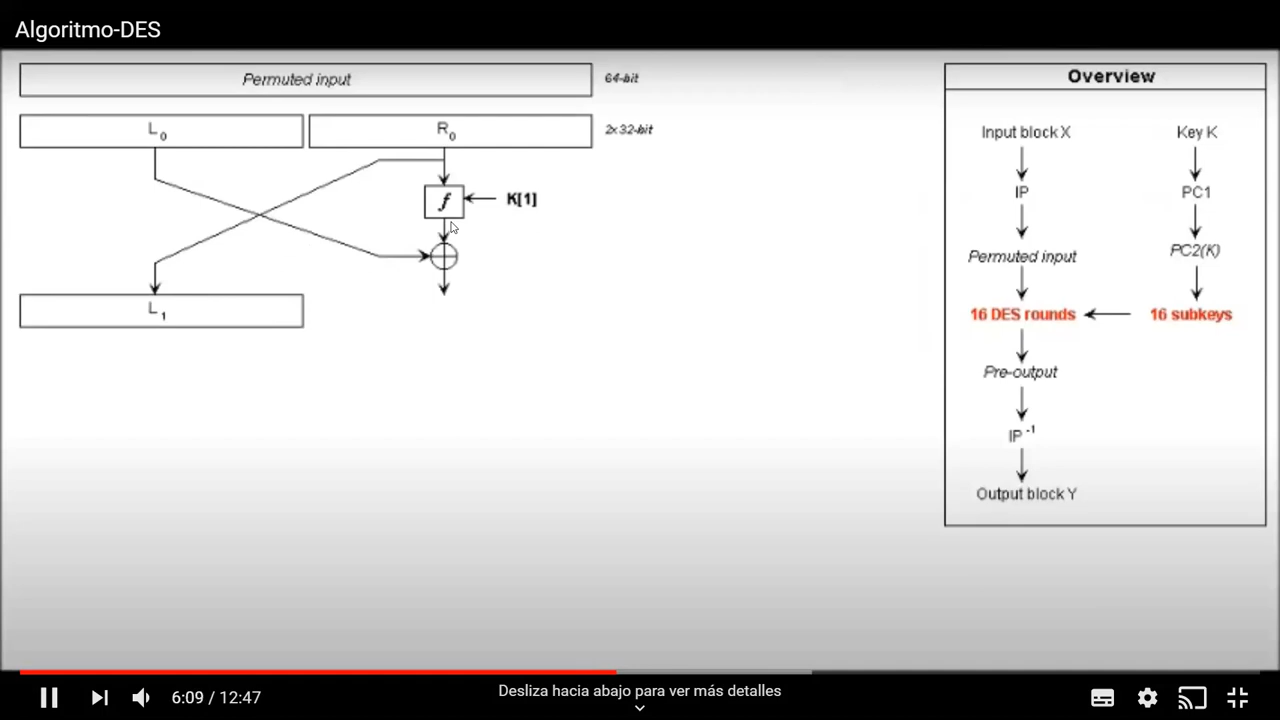 Algoritmo-DES
Permuted input
64-bit
L0
R0
2x32-bit
f
K[1]
L1
Overview
Input block X
Key K
IP
PC1
Permuted input
PC2(K)
16 DES rounds
16 subkeys
Pre-output
IP -1
Output block Y
6:09 / 12:47
Desliza hacia abajo para ver más detalles